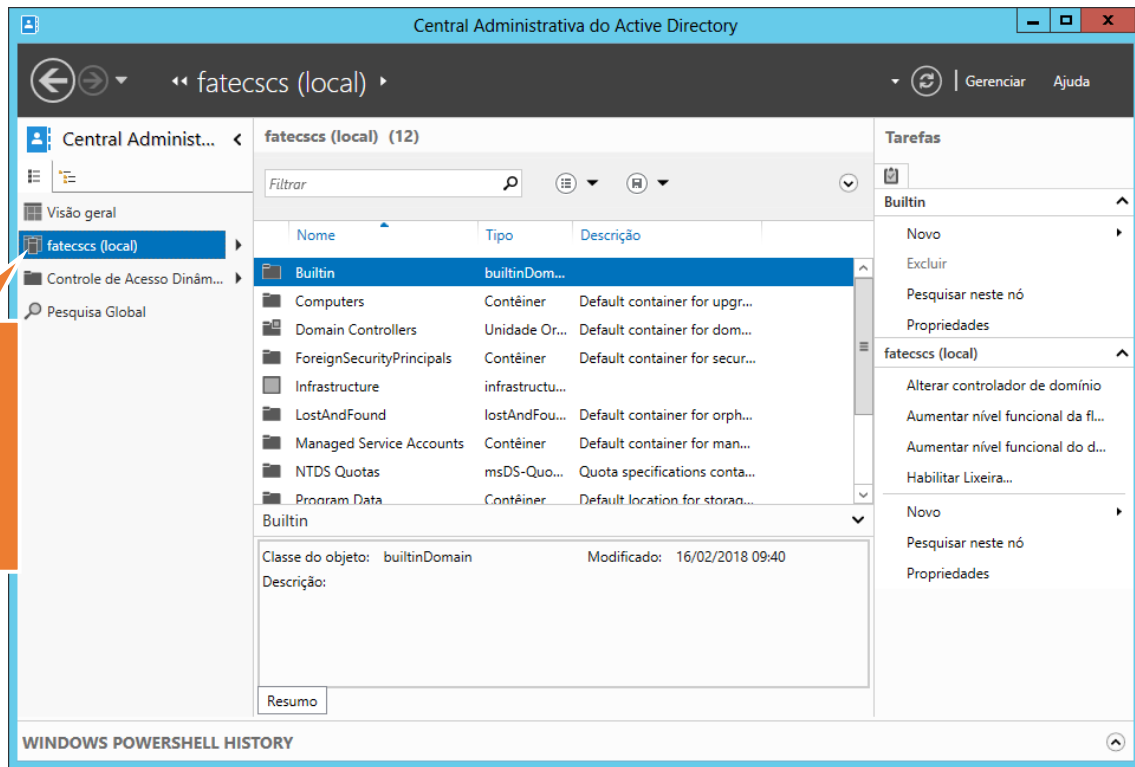 Central Administrativa do Active Directory
fatecscs (local)
Gerenciar
Ajuda
Central Administ...
Visão geral
fatecscs (local)
Controle de Acesso Dinâm...
Pesquisa Global
fatecscs (local) (12)
Filtrar
Nome Tipo Descrição
Builtin builtinDom...
Computers Contêiner Default container for upgr...
Domain Controllers Unidade Or... Default container for dom...
ForeignSecurityPrincipals Contêiner Default container for secur...
Infrastructure infrastructu...
LostAndFound lostAndFou... Default container for orph...
Managed Service Accounts Contêiner Default container for man...
NTDS Quotas msDS-Quo... Quota specifications conta...
Program Data Contêiner Default location for storag...
Builtin
Classe do objeto: builtinDomain Modificado: 16/02/2018 09:40
Descrição:
Resumo
Tarefas
Builtin
Novo
Excluir
Pesquisar neste nó
Propriedades
fatecscs (local)
Alterar controlador de domínio
Aumentar nível funcional da fl...
Aumentar nível funcional do d...
Habilitar Lixeira...
Novo
Pesquisar neste nó
Propriedades
WINDOWS POWERSHELL HISTORY